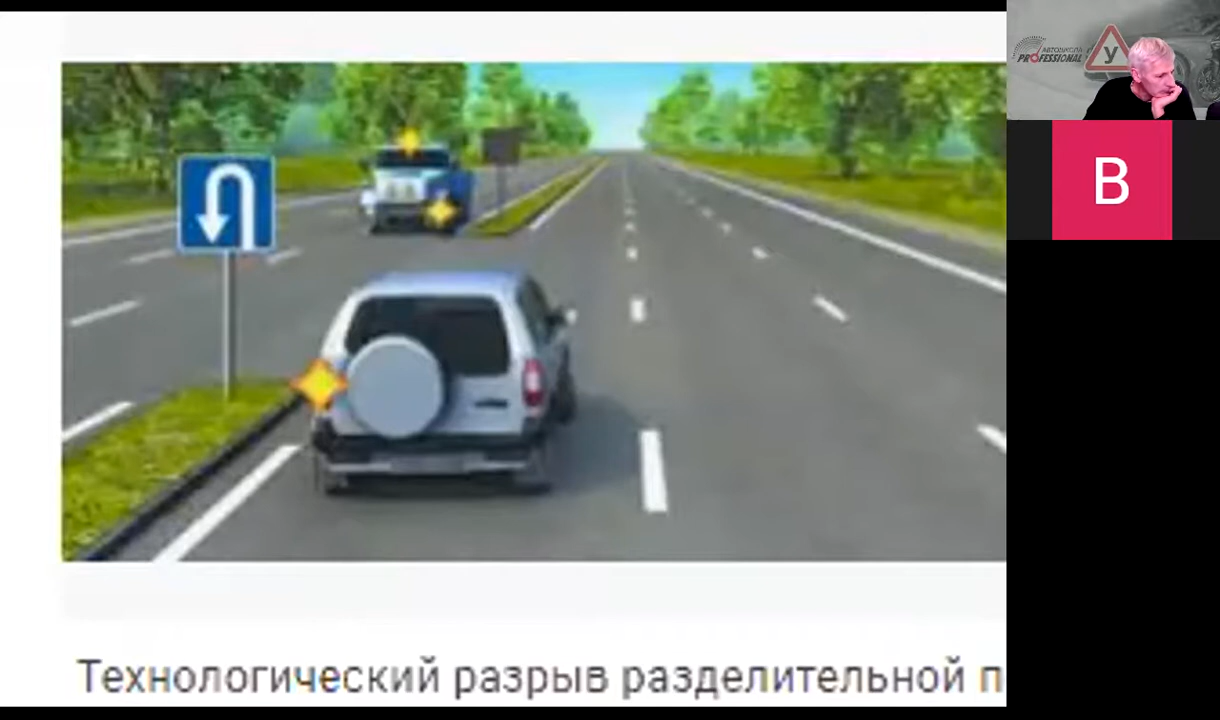 АВТОШКОЛА
PROFESSIONAL
У
В
Технологический разрыв разделительной п